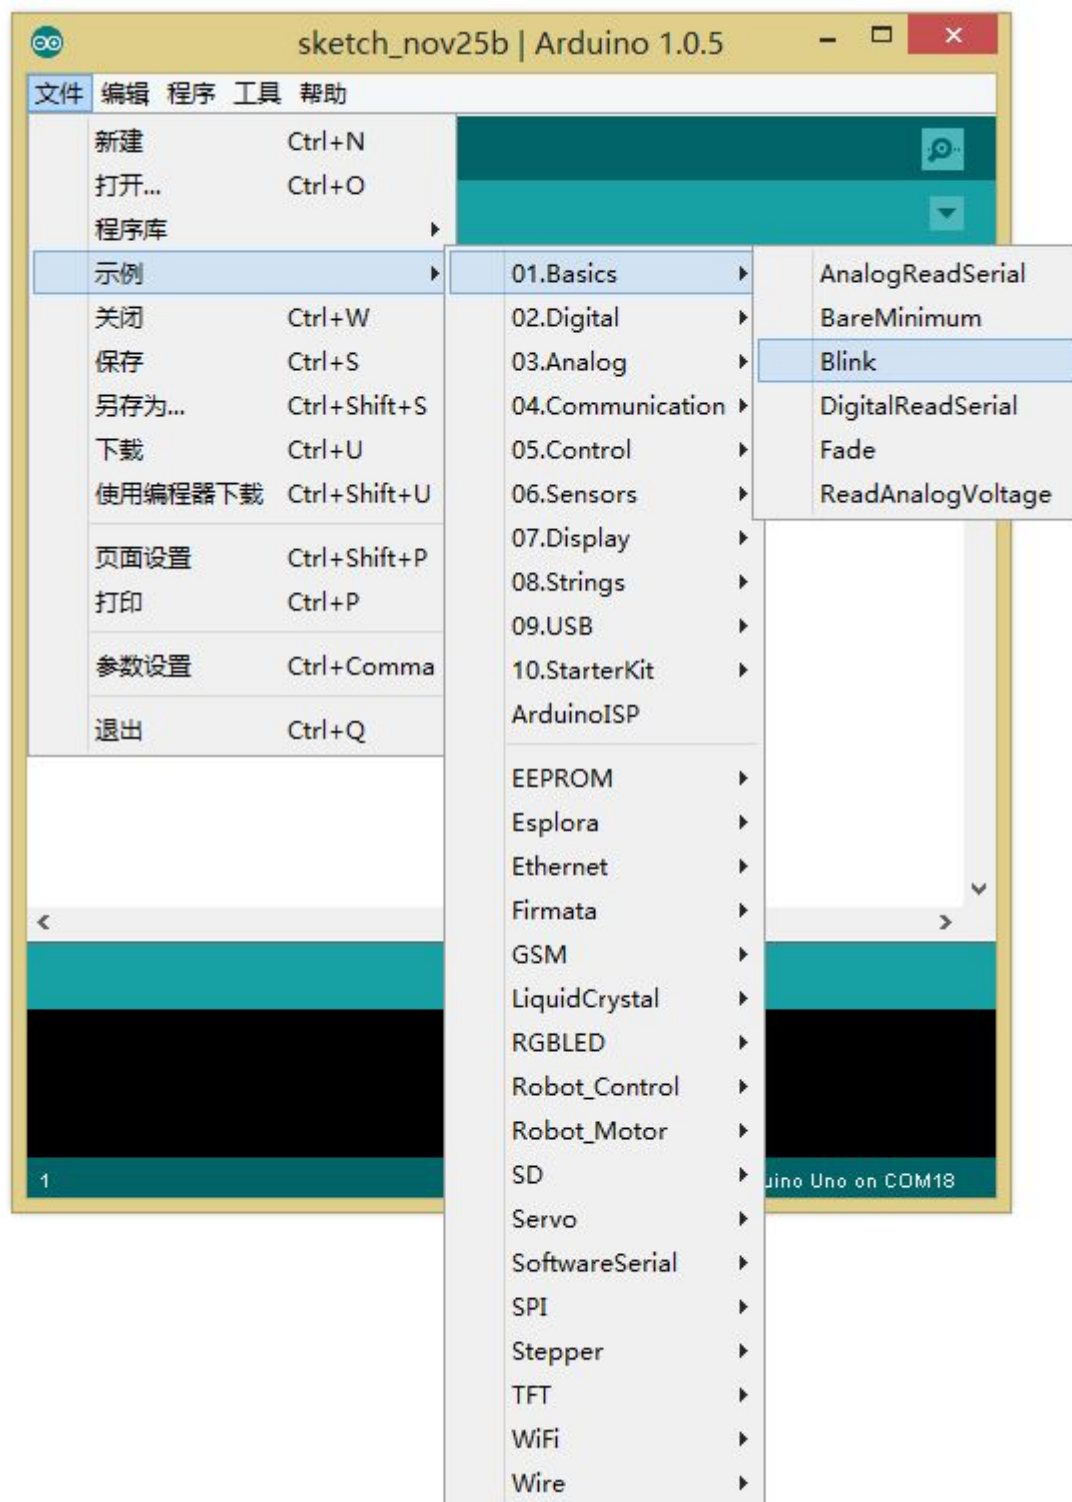 sketch_nov25b | Arduino 1.0.5
文件 编辑 程序 工具 帮助
新建 Ctrl+N
打开... Ctrl+O
程序库
示例
关闭 Ctrl+W
保存 Ctrl+S
另存为... Ctrl+Shift+S
下载 Ctrl+U
使用编程器下载 Ctrl+Shift+U
页面设置 Ctrl+Shift+P
打印 Ctrl+P
参数设置 Ctrl+Comma
退出 Ctrl+Q
01.Basics
02.Digital
03.Analog
04.Communication
05.Control
06.Sensors
07.Display
08.Strings
09.USB
10.StarterKit
ArduinoISP
EEPROM
Esplora
Ethernet
Firmata
GSM
LiquidCrystal
RGBLED
Robot_Control
Robot_Motor
SD
Servo
SoftwareSerial
SPI
Stepper
TFT
WiFi
Wire
AnalogReadSerial
BareMinimum
Blink
DigitalReadSerial
Fade
ReadAnalogVoltage
1
Uno on COM18